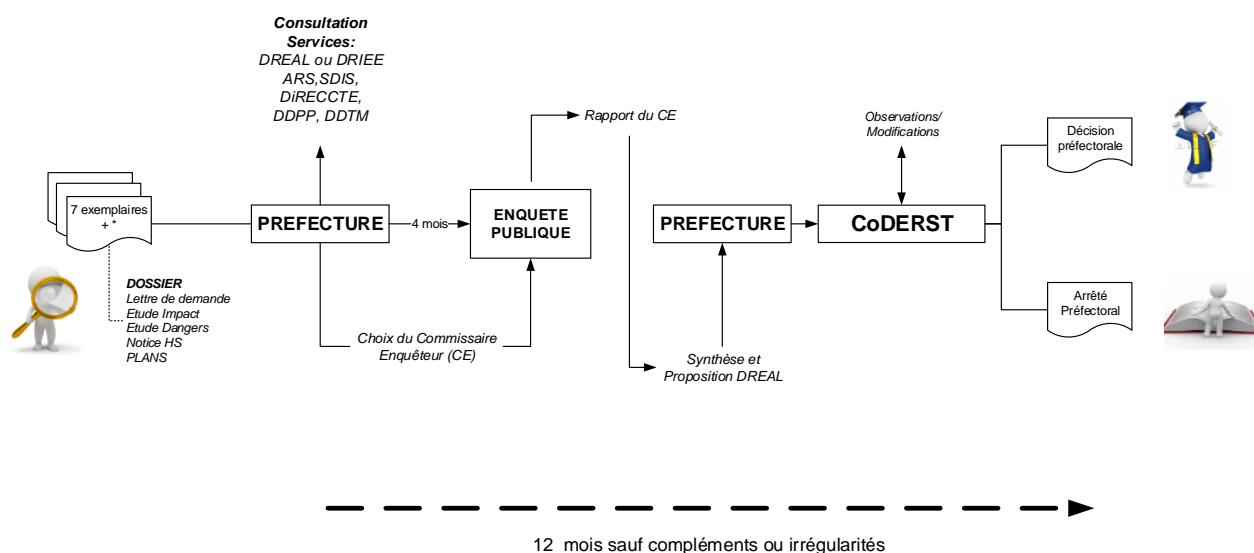 Consultation
Services:
DREAL ou DRIEE
ARS,SDIS,
DiRECCTE,
DDPP, DDTM
7 exemplaires
+ *
DOSSIER
Lettre de demande
Etude Impact
Etude Dangers
Notice HS
PLANS
PREFECTURE
4 mois
ENQUETE
PUBLIQUE
Choix du Commissaire
Enquêteur (CE)
Rapport du CE
Synthèse et
Proposition DREAL
PREFECTURE
Observations/
Modifications
CoDERST
Décision
préfectorale
Arrêté
Préfectoral
12 mois sauf compléments ou irrégularités